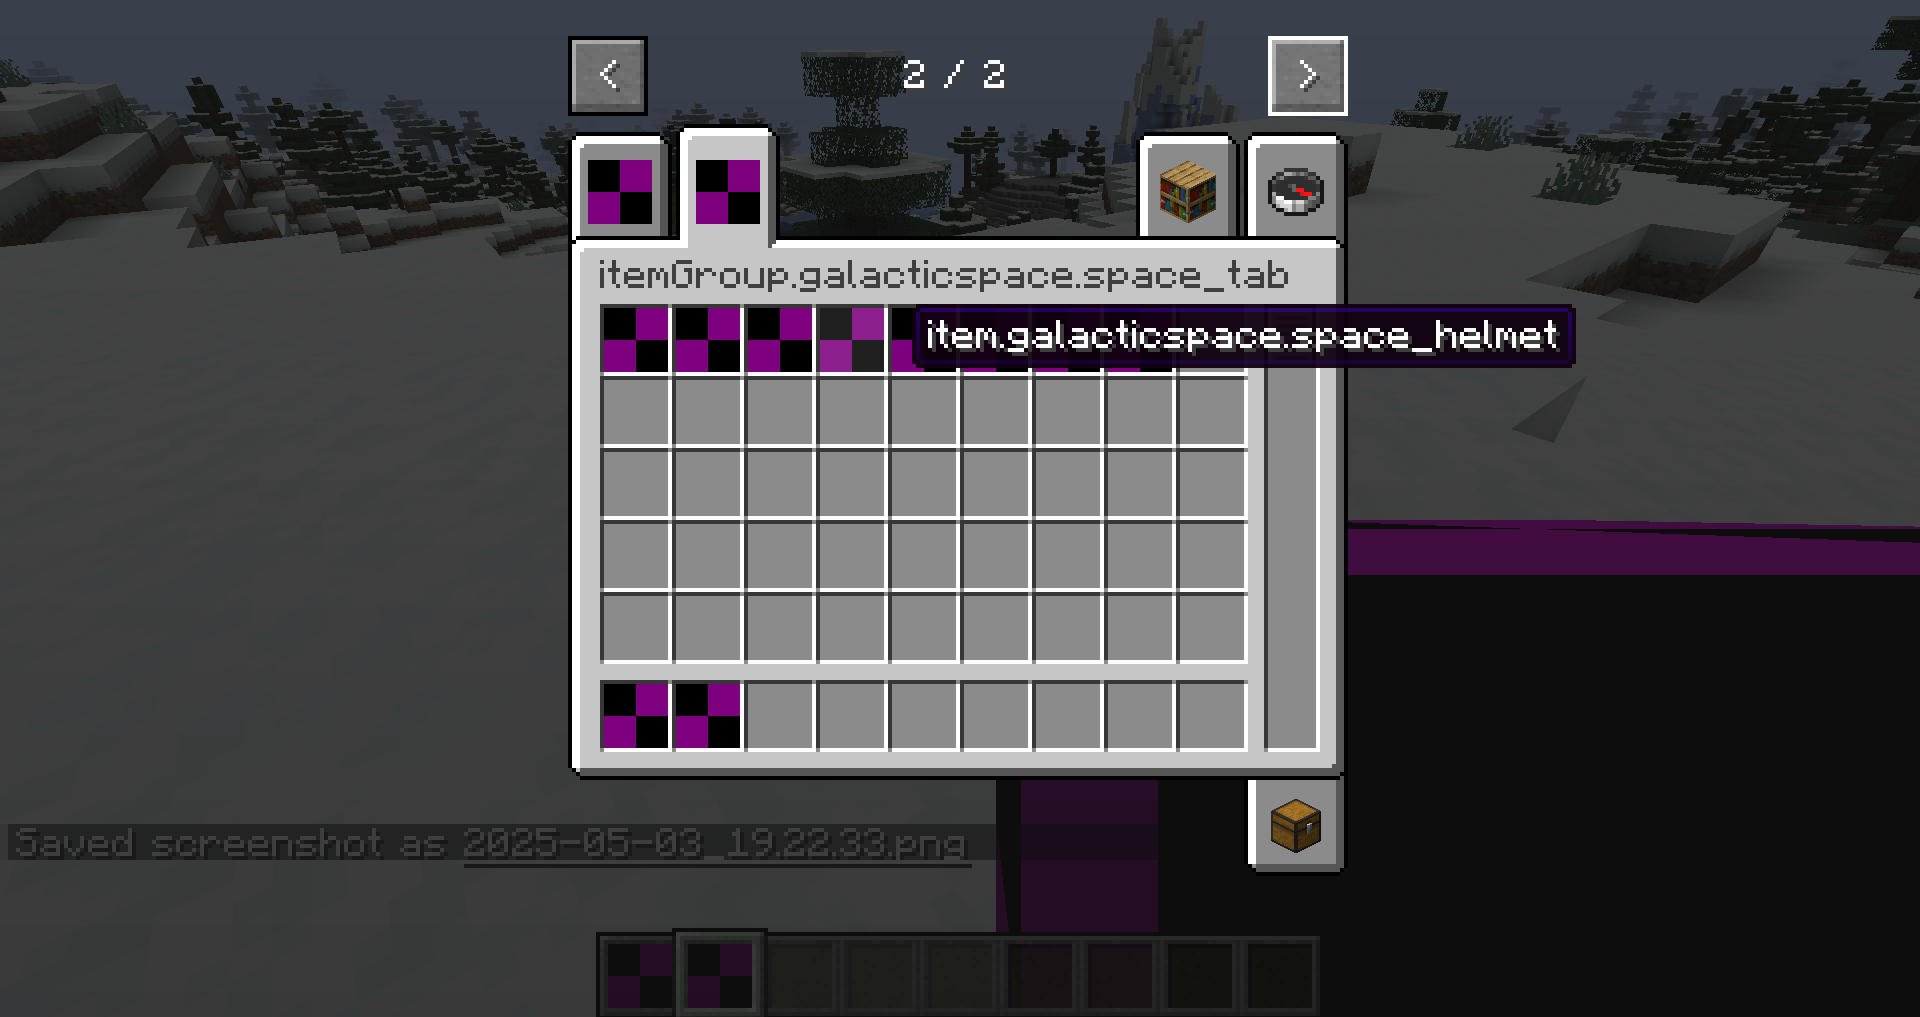 <
2 / 2
>
itemGroup.galacticspace.space_tab
item.galacticspace.space_helmet
Saved screenshot as 2025-05-03_19.22.33.png